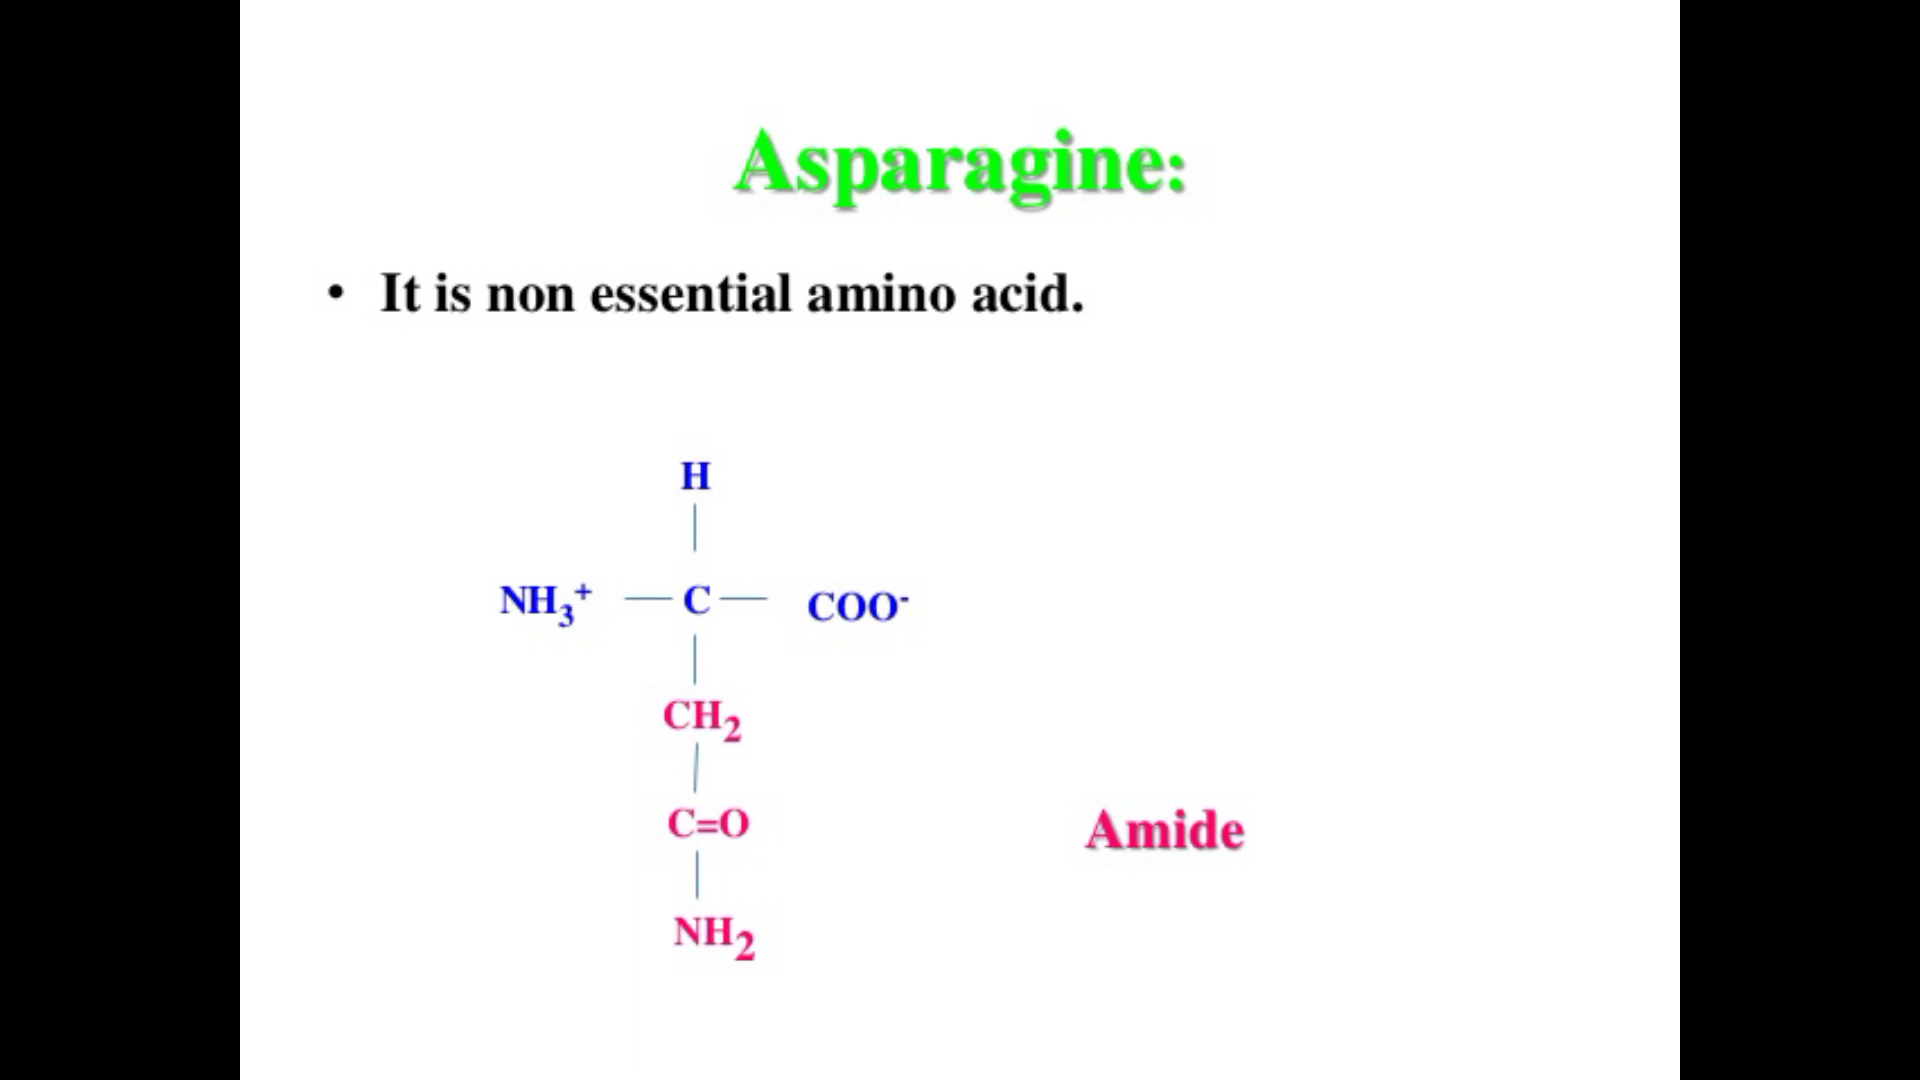 Asparagine:
• It is non essential amino acid.
H
NH₃⁺ — C — COO⁻
CH₂
C=O
Amide
NH₂